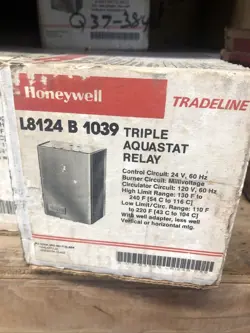 Q37-384
Honeywell
TRADELINE
L8124 B 1039 TRIPLE
AQUASTAT
RELAY
Control Circuit: 24 V, 60 Hz
Burner Circuit: Millivoltage
Circulator Circuit: 120 V, 60 Hz
High Limit Range: 130 F to
240 F [54 C to 116 C]
Low Limit/Circ. Range: 110 F
to 220 F [43 C to 104 C]
With well adapter, less well
Vertical or horizontal mtg.